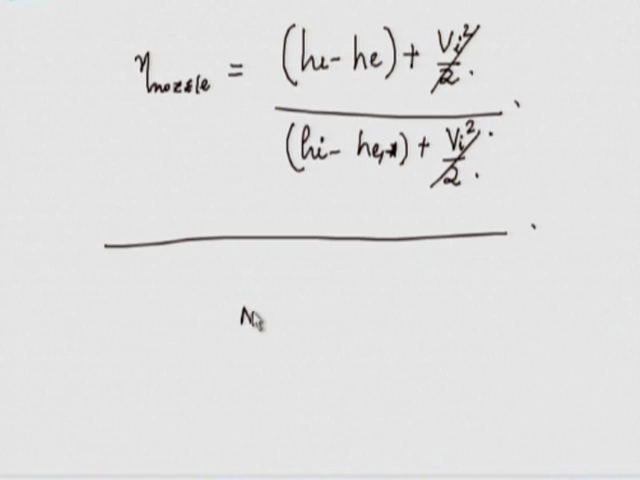 η_nozzle = ((hi - he) + Vi²/2) / ((hi - he,s) + Vi²/2)
N